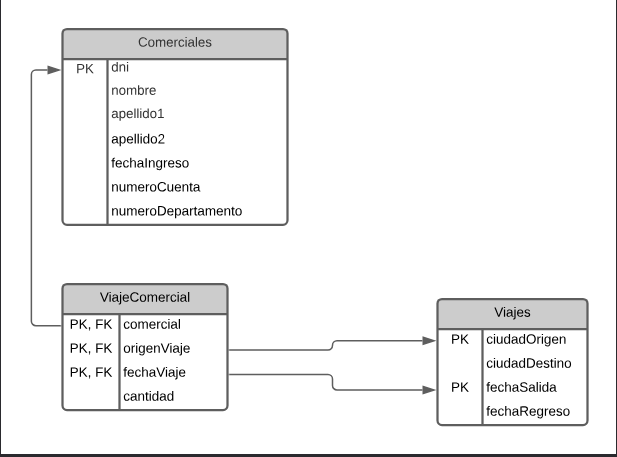 Comerciales
PK dni
nombre
apellido1
apellido2
fechaIngreso
numeroCuenta
numeroDepartamento
ViajeComercial
PK, FK comercial
PK, FK origenViaje
PK, FK fechaViaje
cantidad
Viajes
PK ciudadOrigen
ciudadDestino
PK fechaSalida
fechaRegreso